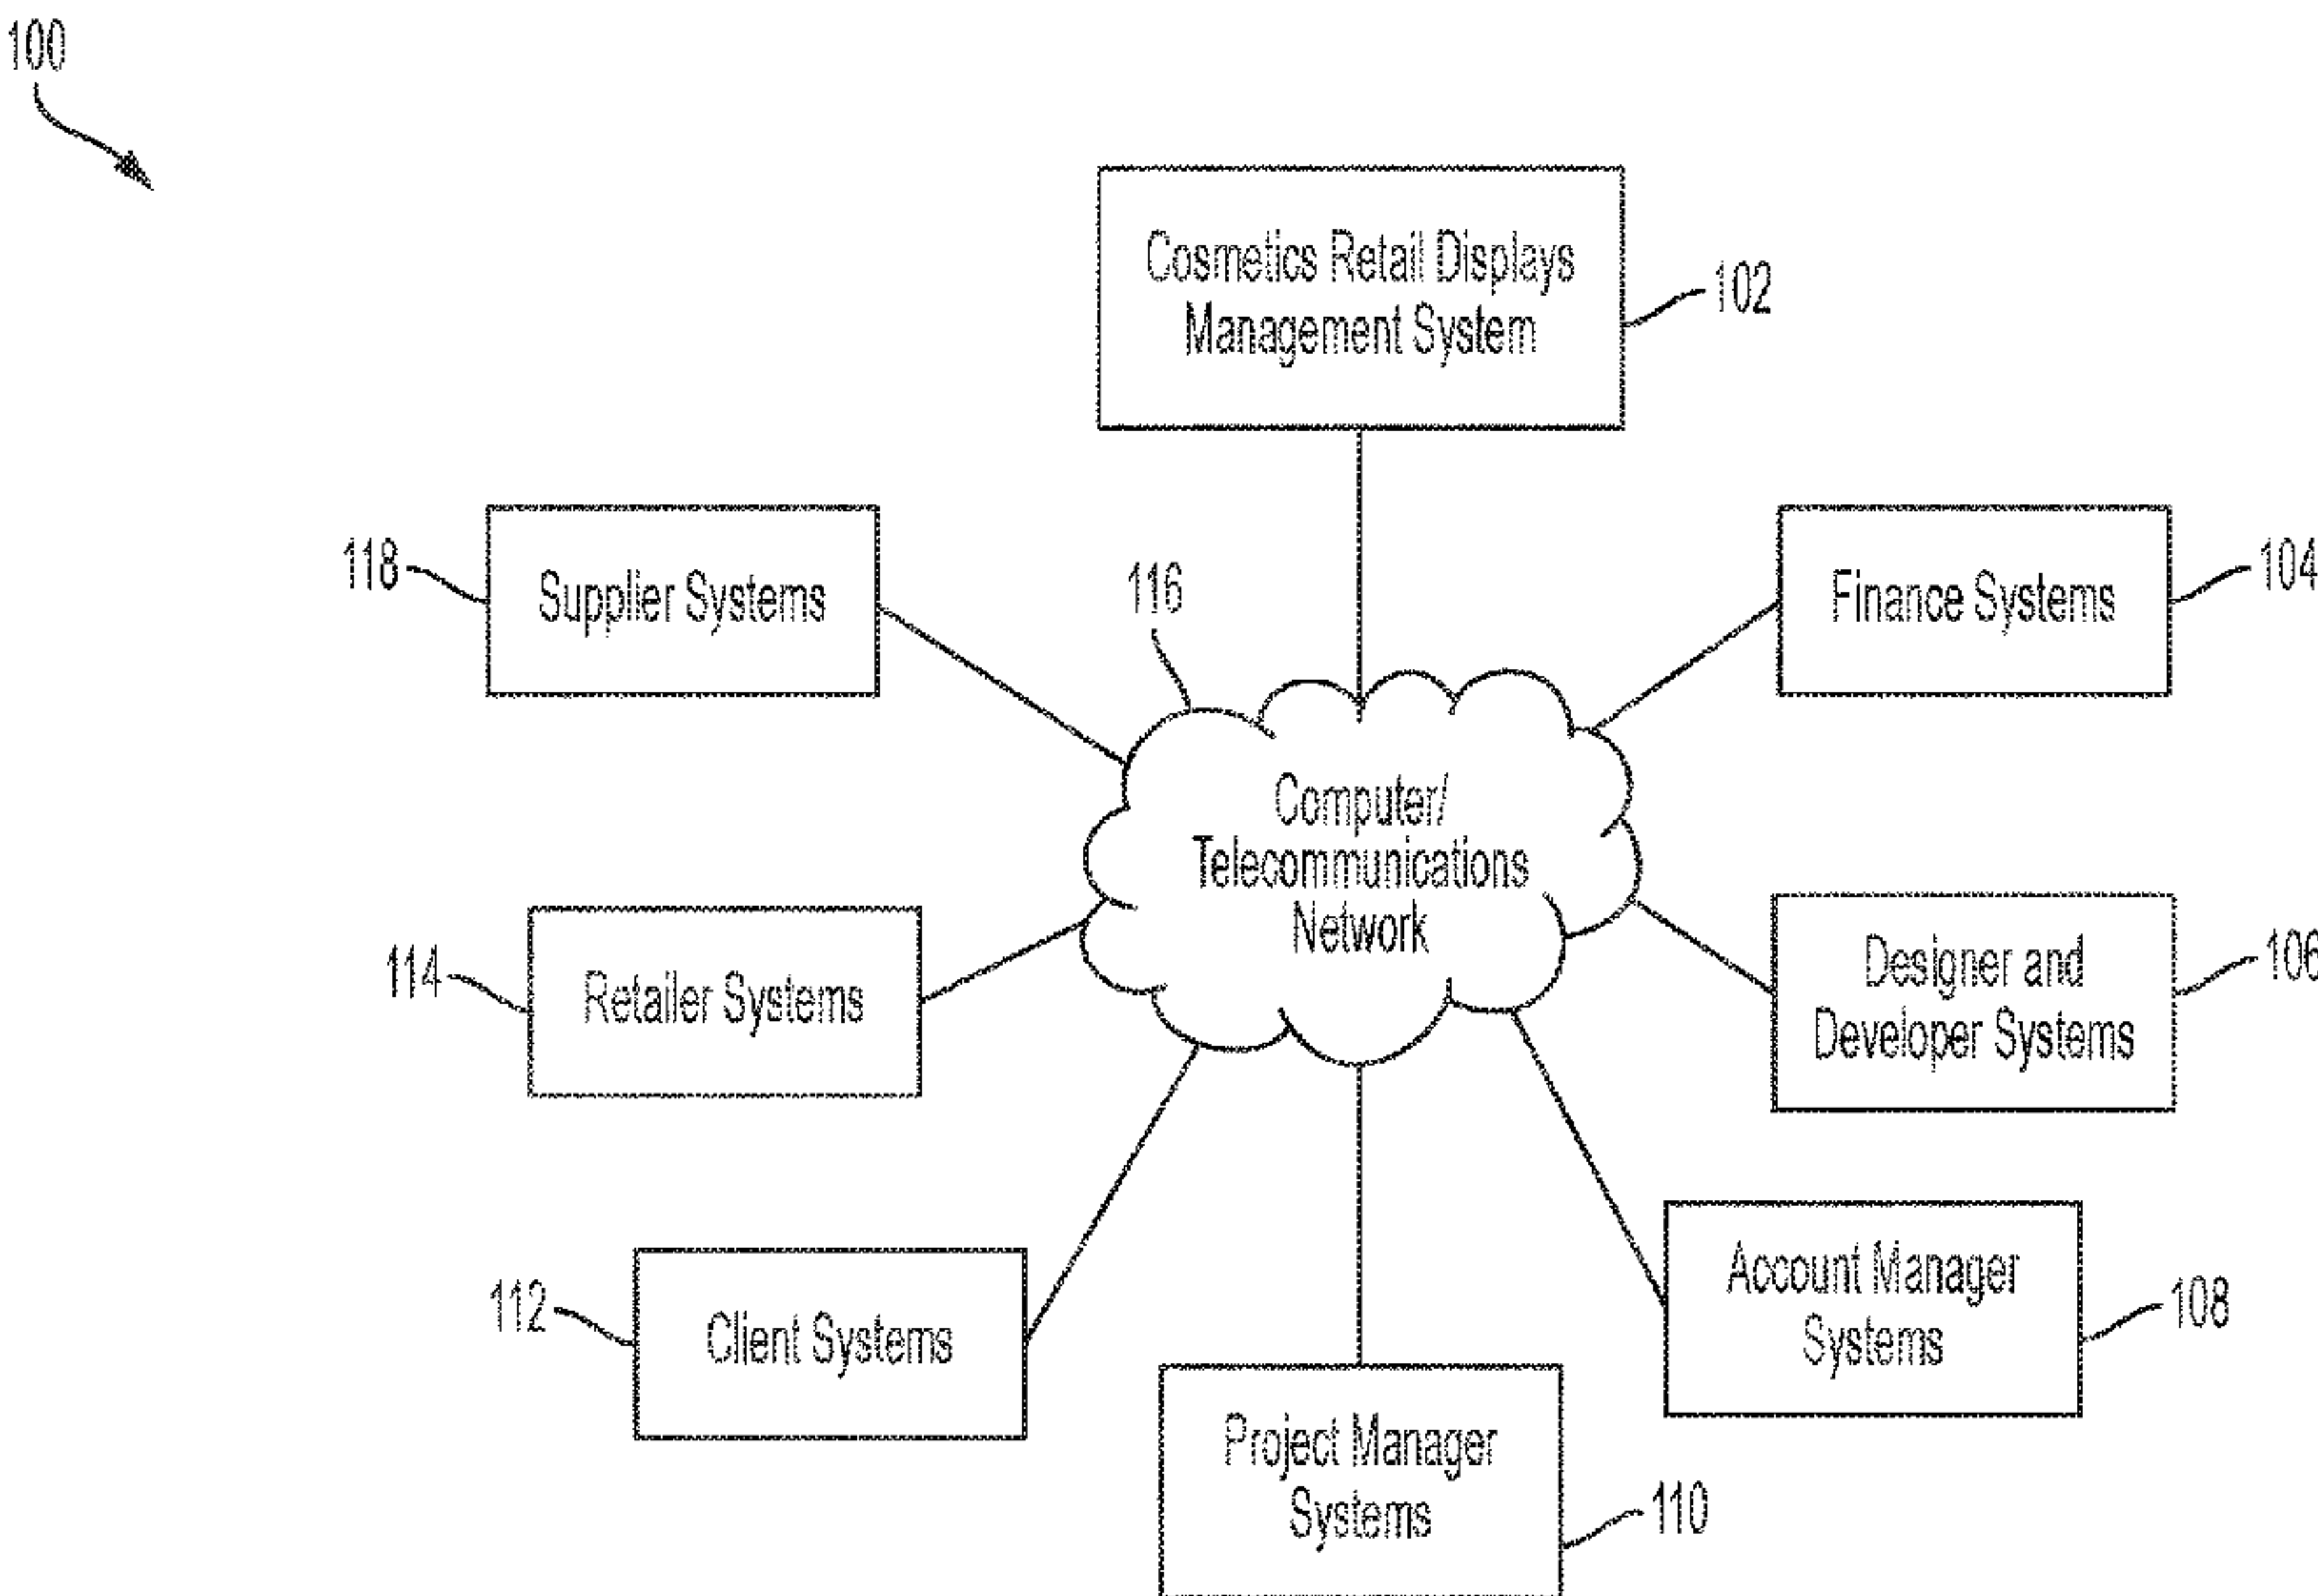 100
Cosmetics Retail Displays
Management System
102
118
Supplier Systems
116
Finance Systems
104
Computer/
Telecommunications
Network
114
Retailer Systems
Designer and
Developer Systems
106
112
Client Systems
Account Manager
Systems
108
Project Manager
Systems
110